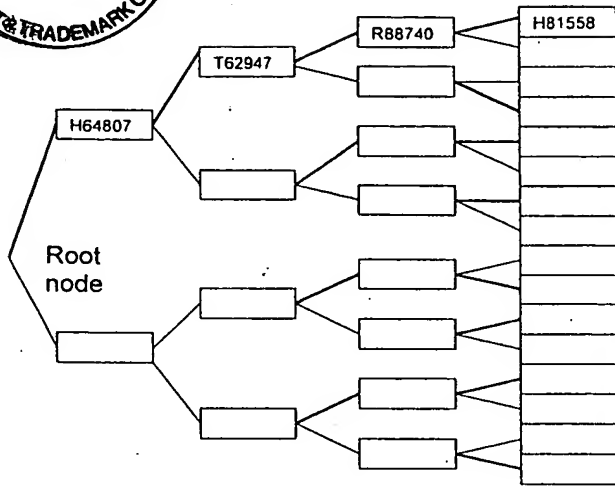 & TRADEMARK
H81558
R88740
T62947
H64807
Root
node